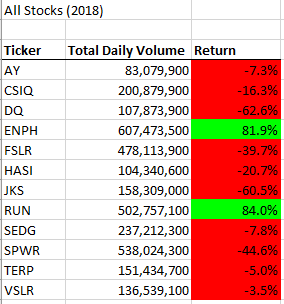 All Stocks (2018)
Ticker Total Daily Volume Return
AY 83,079,900 -7.3%
CSIQ 200,879,900 -16.3%
DQ 107,873,900 -62.6%
ENPH 607,473,500 81.9%
FSLR 478,113,900 -39.7%
HASI 104,340,600 -20.7%
JKS 158,309,000 -60.5%
RUN 502,757,100 84.0%
SEDG 237,212,300 -7.8%
SPWR 538,024,300 -44.6%
TERP 151,434,700 -5.0%
VSLR 136,539,100 -3.5%